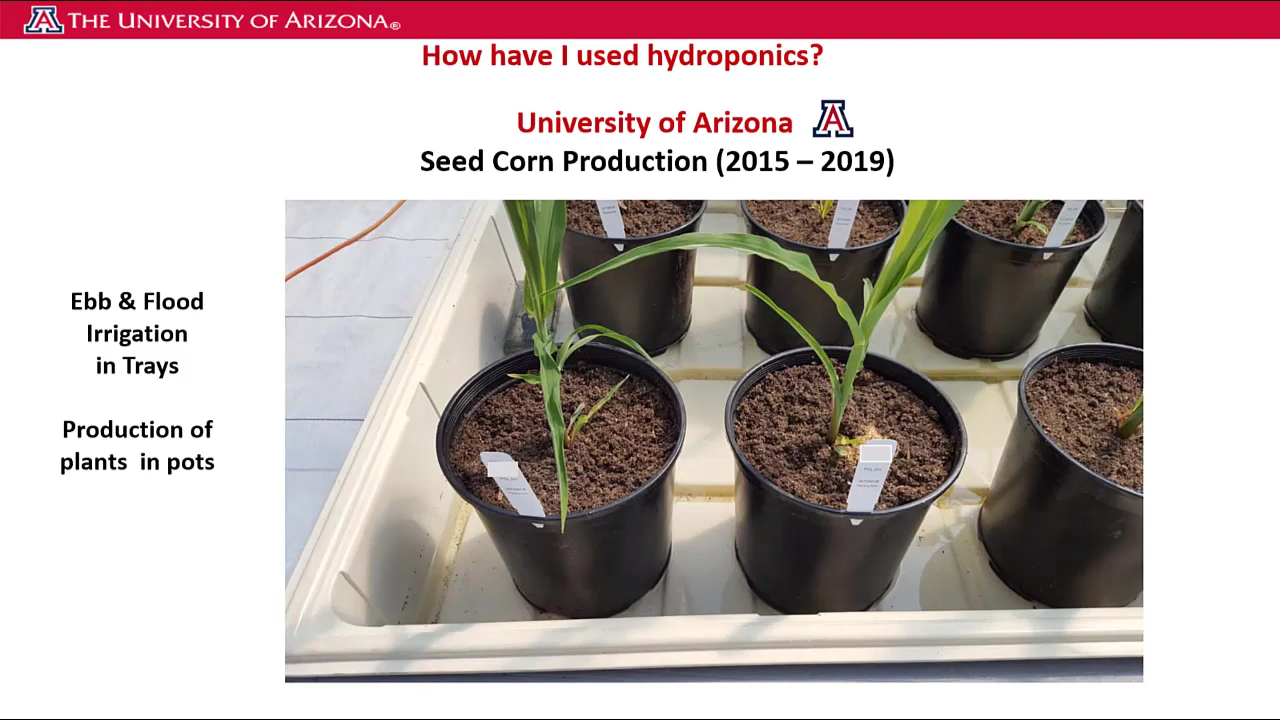 THE UNIVERSITY OF ARIZONA®
How have I used hydroponics?
University of Arizona
Seed Corn Production (2015 – 2019)
Ebb & Flood
Irrigation
in Trays
Production of
plants in pots